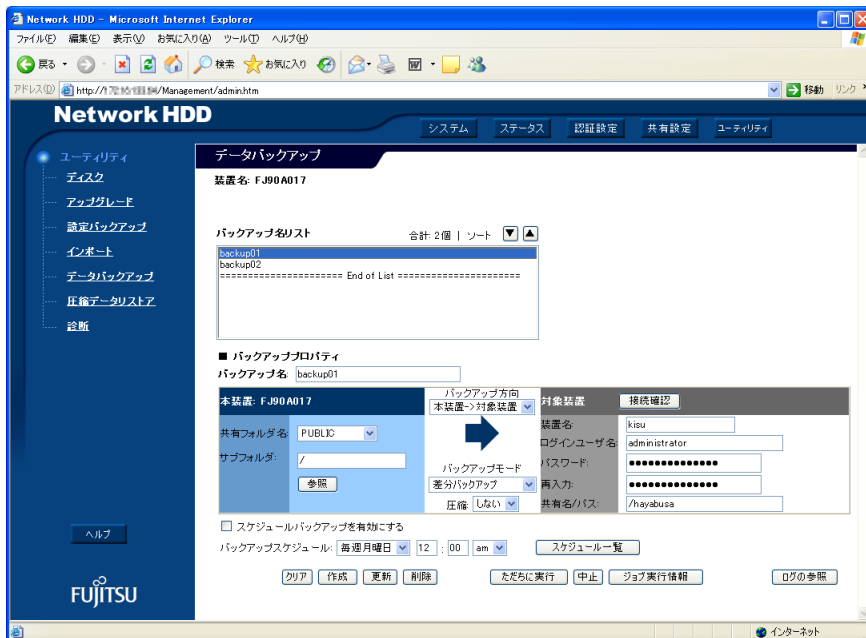 Network HDD - Microsoft Internet Explorer
ファイル(F) 編集(E) 表示(V) お気に入り(A) ツール(T) ヘルプ(H)
戻る 検索 お気に入り
アドレス(D) http:// /Management/admin.htm 移動 リンク »
Network HDD
システム ステータス 認証設定 共有設定 ユーティリティ
ユーティリティ
ディスク
アップグレード
設定バックアップ
インポート
データバックアップ
圧縮データリストア
診断
ヘルプ
FUJITSU
データバックアップ
装置名: FJ90A017
バックアップ名リスト 合計: 2個 | ソート ▼ ▲
backup01
backup02
====================== End of List ======================
■ バックアッププロパティ
バックアップ名: backup01
本装置: FJ90A017
共有フォルダ名: PUBLIC
サブフォルダ: /
参照
バックアップ方向
本装置->対象装置
バックアップモード
差分バックアップ
圧縮: しない
対象装置 接続確認
装置名: kisu
ログインユーザ名: administrator
パスワード: ●●●●●●●●●●●●●●
再入力: ●●●●●●●●●●●●●●
共有名/パス: /hayabusa
スケジュールバックアップを有効にする
バックアップスケジュール: 毎週月曜日 12 : 00 am スケジュール一覧
クリア 作成 更新 削除 ただちに実行 中止 ジョブ実行情報 ログの参照
インターネット